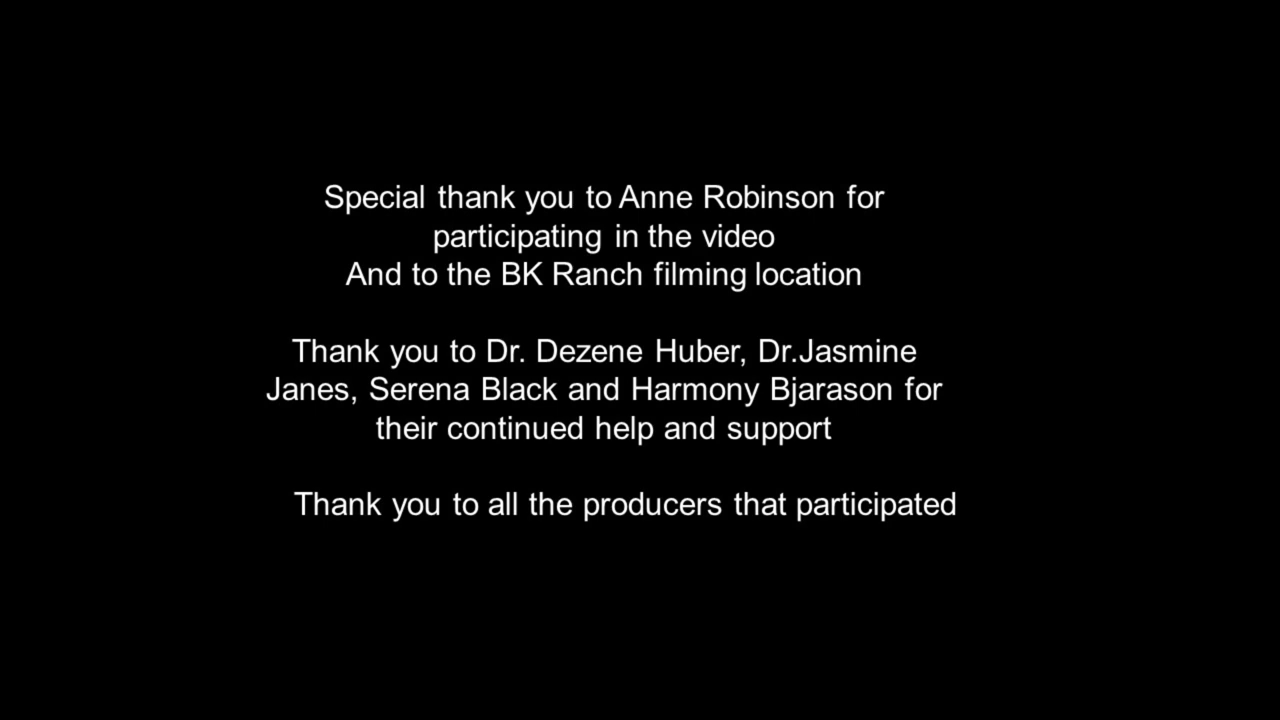 Special thank you to Anne Robinson for
participating in the video
And to the BK Ranch filming location
Thank you to Dr. Dezene Huber, Dr.Jasmine
Janes, Serena Black and Harmony Bjarason for
their continued help and support
Thank you to all the producers that participated